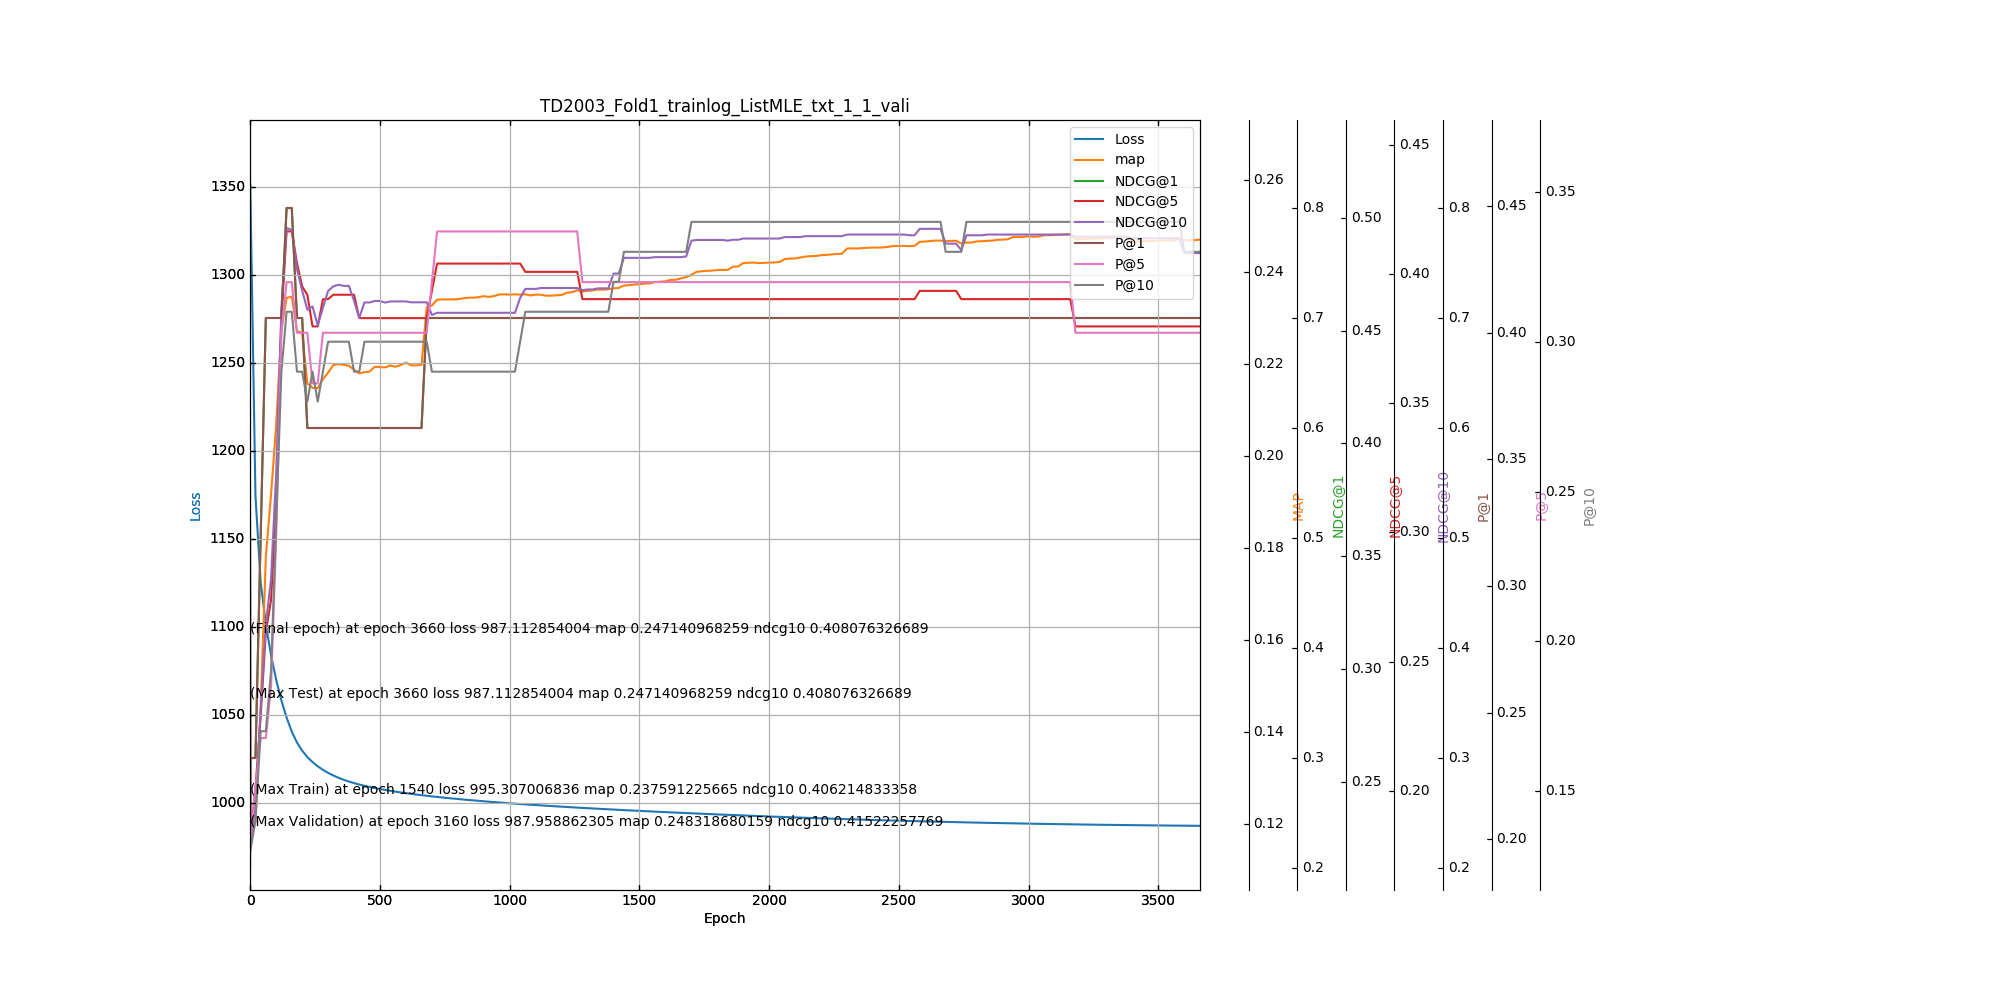 TD2003_Fold1_trainlog_ListMLE_txt_1_1_vali
Loss
map
NDCG@1
NDCG@5
NDCG@10
P@1
P@5
P@10
1350
1300
1250
1200
1150
1100
1050
1000
Loss
(Final epoch) at epoch 3660 loss 987.112854004 map 0.247140968259 ndcg10 0.408076326689
(Max Test) at epoch 3660 loss 987.112854004 map 0.247140968259 ndcg10 0.408076326689
(Max Train) at epoch 1540 loss 995.307006836 map 0.237591225665 ndcg10 0.406214833358
(Max Validation) at epoch 3160 loss 987.958862305 map 0.248318680159 ndcg10 0.41522257769
0 500 1000 1500 2000 2500 3000 3500
Epoch
0.26
0.24
0.22
0.20
0.18
0.16
0.14
0.12
MAP
0.8
0.7
0.6
0.5
0.4
0.3
0.2
NDCG@1
0.50
0.45
0.40
0.35
0.30
0.25
NDCG@5
0.45
0.40
0.35
0.30
0.25
0.20
NDCG@10
0.8
0.7
0.6
0.5
0.4
0.3
0.2
P@1
0.45
0.40
0.35
0.30
0.25
0.20
P@5
0.35
0.30
0.25
0.20
0.15
P@10